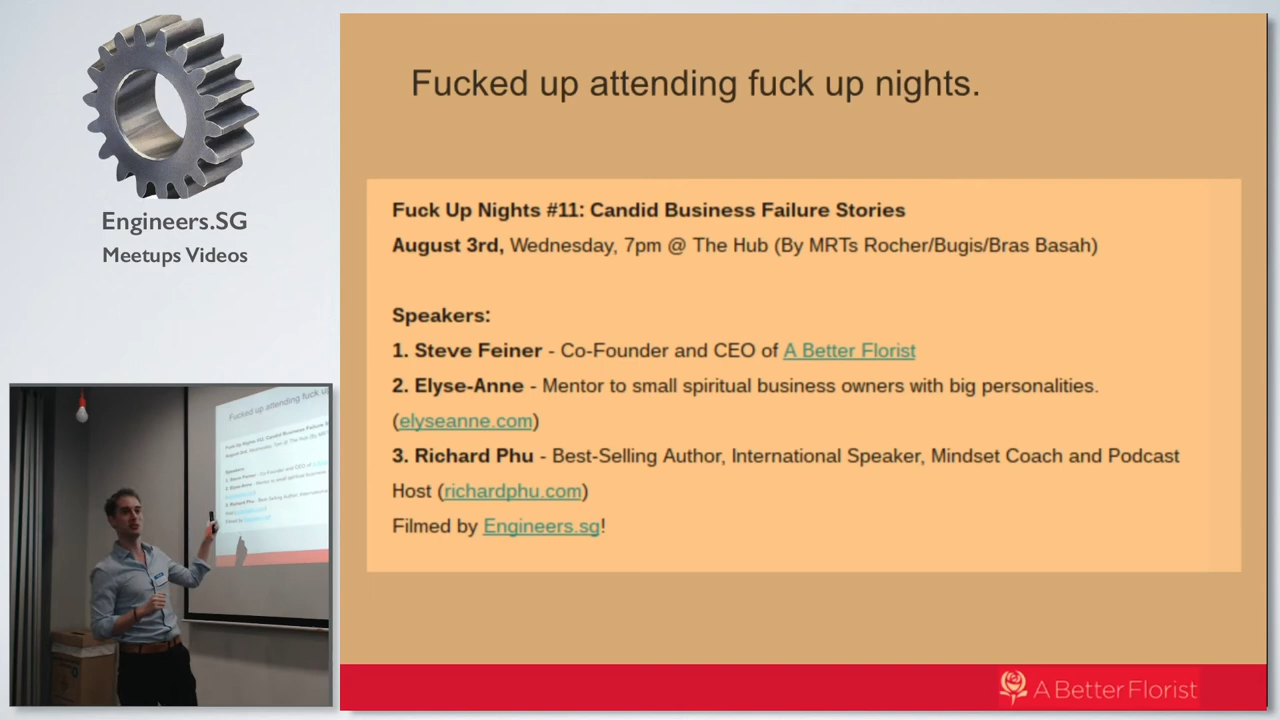 Engineers.SG
Meetups Videos
Fucked up attending fuck up nights.
Fuck Up Nights #11: Candid Business Failure Stories
August 3rd, Wednesday, 7pm @ The Hub (By MRTs Rocher/Bugis/Bras Basah)
Speakers:
1. Steve Feiner - Co-Founder and CEO of A Better Florist
2. Elyse-Anne - Mentor to small spiritual business owners with big personalities.
(elyseanne.com)
3. Richard Phu - Best-Selling Author, International Speaker, Mindset Coach and Podcast
Host (richardphu.com)
Filmed by Engineers.sg!
A Better Florist
Fucked up attending fuck